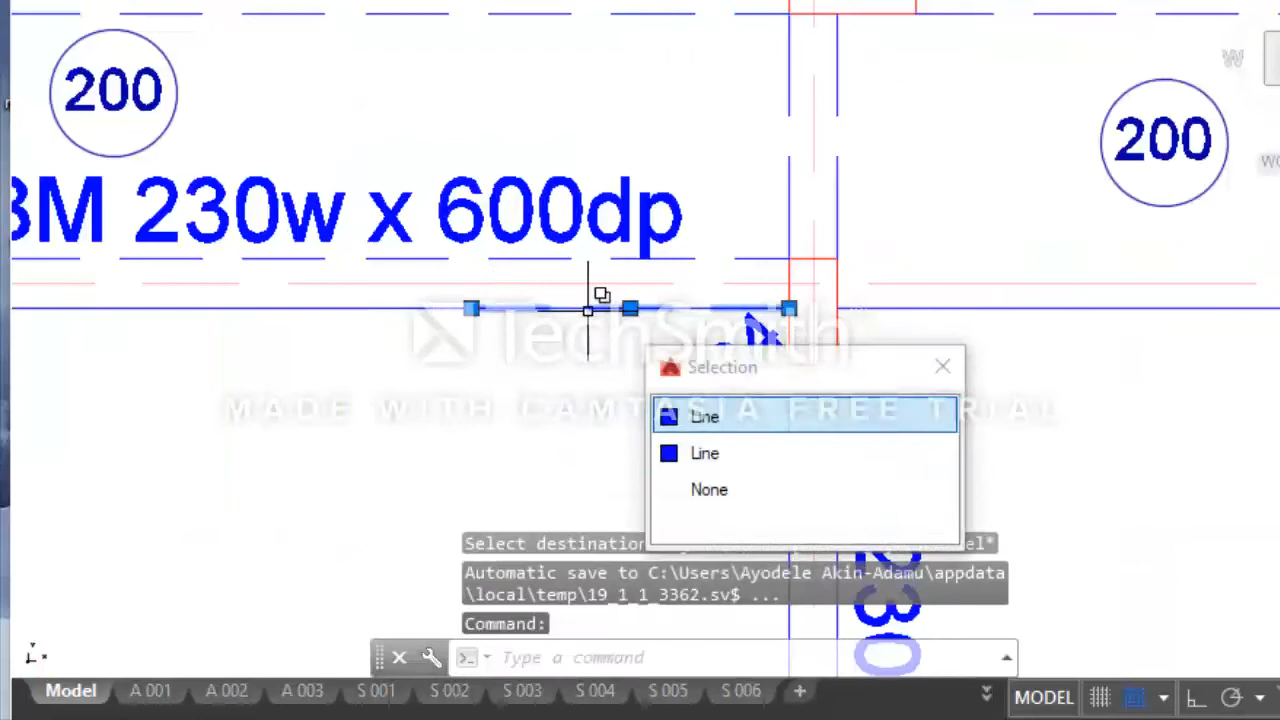 200
200
W
BM 230w x 600dp
TechSmith
Selection
MADE WITH CAMTASIA FREE TRIAL
Line
Line
None
Select destination
el*
Automatic save to C:\Users\Ayodele Akin-Adamu\appdata
\local\temp\19_1_1_3362.sv$ ...
Command:
230
Type a command
Model A 001 A 002 A 003 S 001 S 002 S 003 S 004 S 005 S 006 +
MODEL